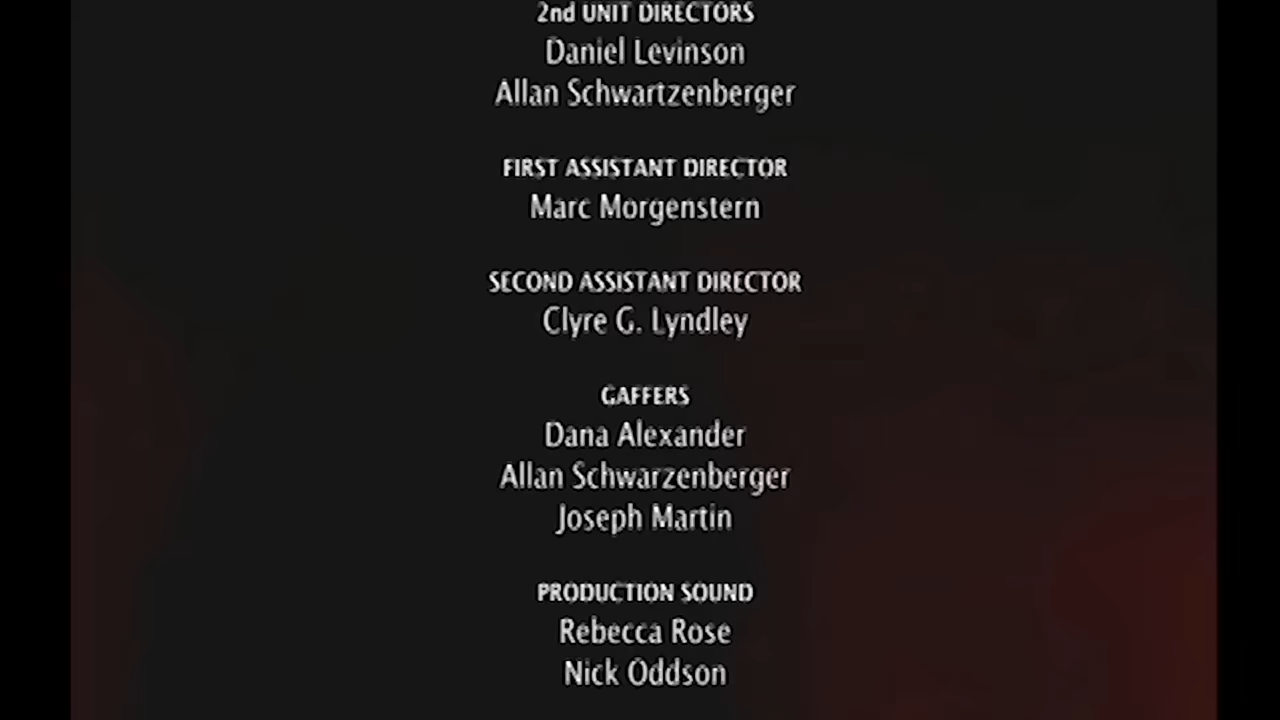 2nd UNIT DIRECTORS
Daniel Levinson
Allan Schwartzenberger
FIRST ASSISTANT DIRECTOR
Marc Morgenstern
SECOND ASSISTANT DIRECTOR
Clyre G. Lyndley
GAFFERS
Dana Alexander
Allan Schwarzenberger
Joseph Martin
PRODUCTION SOUND
Rebecca Rose
Nick Oddson